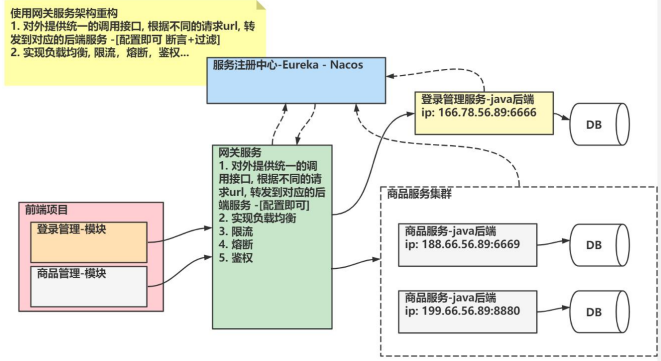 使用网关服务架构重构
1. 对外提供统一的调用接口, 根据不同的请求url, 转
发到对应的后端服务 -[配置即可 断言+过滤]
2. 实现负载均衡, 限流，熔断，鉴权...
服务注册中心-Eureka - Nacos
登录管理服务-java后端
ip: 166.78.56.89:6666
DB
网关服务
1. 对外提供统一的调
用接口, 根据不同的请
求url, 转发到对应的后
端服务 -[配置即可]
2. 实现负载均衡
3. 限流
4. 熔断
5. 鉴权
前端项目
登录管理-模块
商品管理-模块
商品服务集群
商品服务-java后端
ip: 188.66.56.89:6669
DB
商品服务-java后端
ip: 199.66.56.89:8880
DB